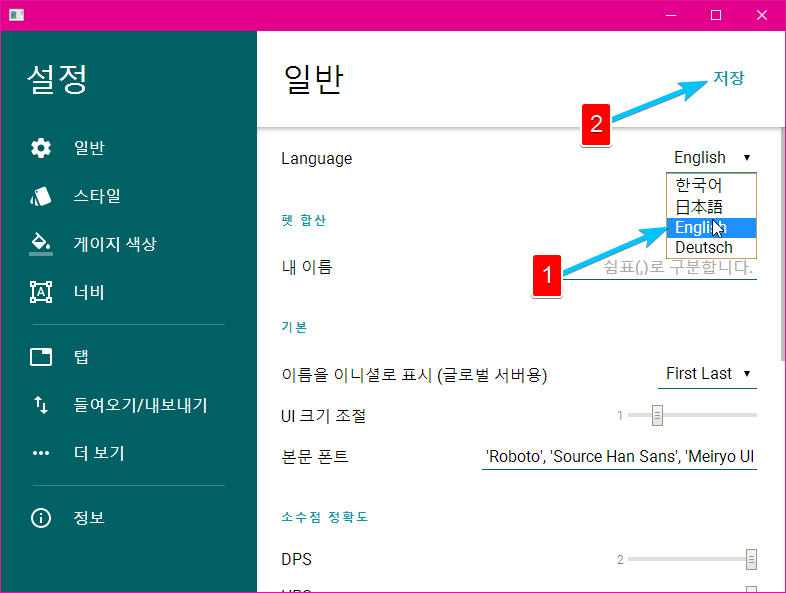 설정
일반
스타일
게이지 색상
너비
탭
들여오기/내보내기
더 보기
정보
일반
저장
2
Language
English
한국어
日本語
English
Deutsch
1
펫 합산
내 이름
쉼표(,)로 구분합니다.
기본
이름을 이니셜로 표시 (글로벌 서버용)
First Last
UI 크기 조절
1
본문 폰트
'Roboto', 'Source Han Sans', 'Meiryo UI
소수점 정확도
DPS
2